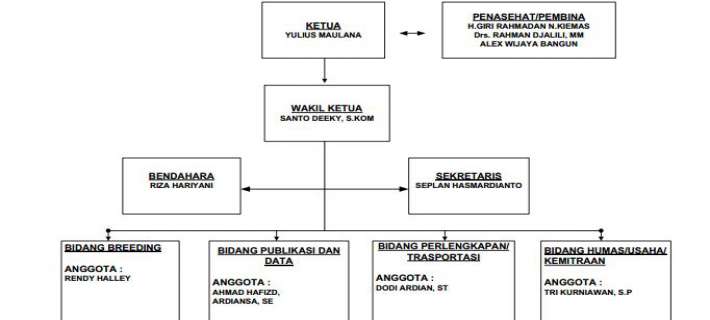 KETUA
YULIUS MAULANA
PENASEHAT/PEMBINA
H.GIRI RAHMADAN N.KIEMAS
Drs. RAHMAN DJALILI, MM
ALEX WIJAYA BANGUN
WAKIL KETUA
SANTO DEEKY, S.KOM
BENDAHARA
RIZA HARIYANI
SEKRETARIS
SEPLAN HASMARDIANTO
BIDANG BREEDING
ANGGOTA :
RENDY HALLEY
BIDANG PUBLIKASI DAN
DATA
ANGGOTA :
AHMAD HAFIZD,
ARDIANSA, SE
BIDANG PERLENGKAPAN/
TRASPORTASI
ANGGOTA :
DODI ARDIAN, ST
BIDANG HUMAS/USAHA/
KEMITRAAN
ANGGOTA :
TRI KURNIAWAN, S.P